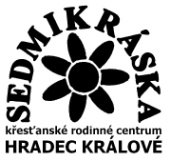 SEDMIKRÁSKA
křesťanské rodinné centrum
HRADEC KRÁLOVÉ